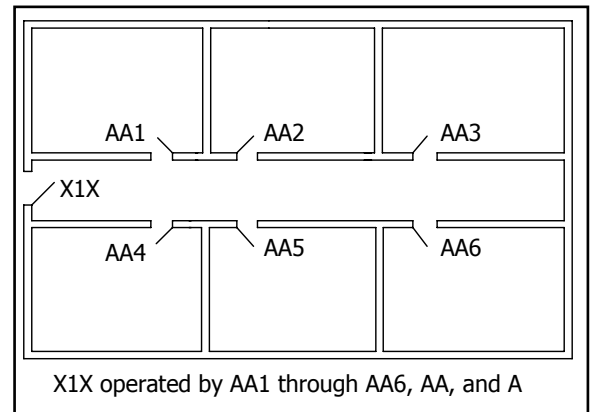 AA1 AA2 AA3
X1X
AA4 AA5 AA6
X1X operated by AA1 through AA6, AA, and A